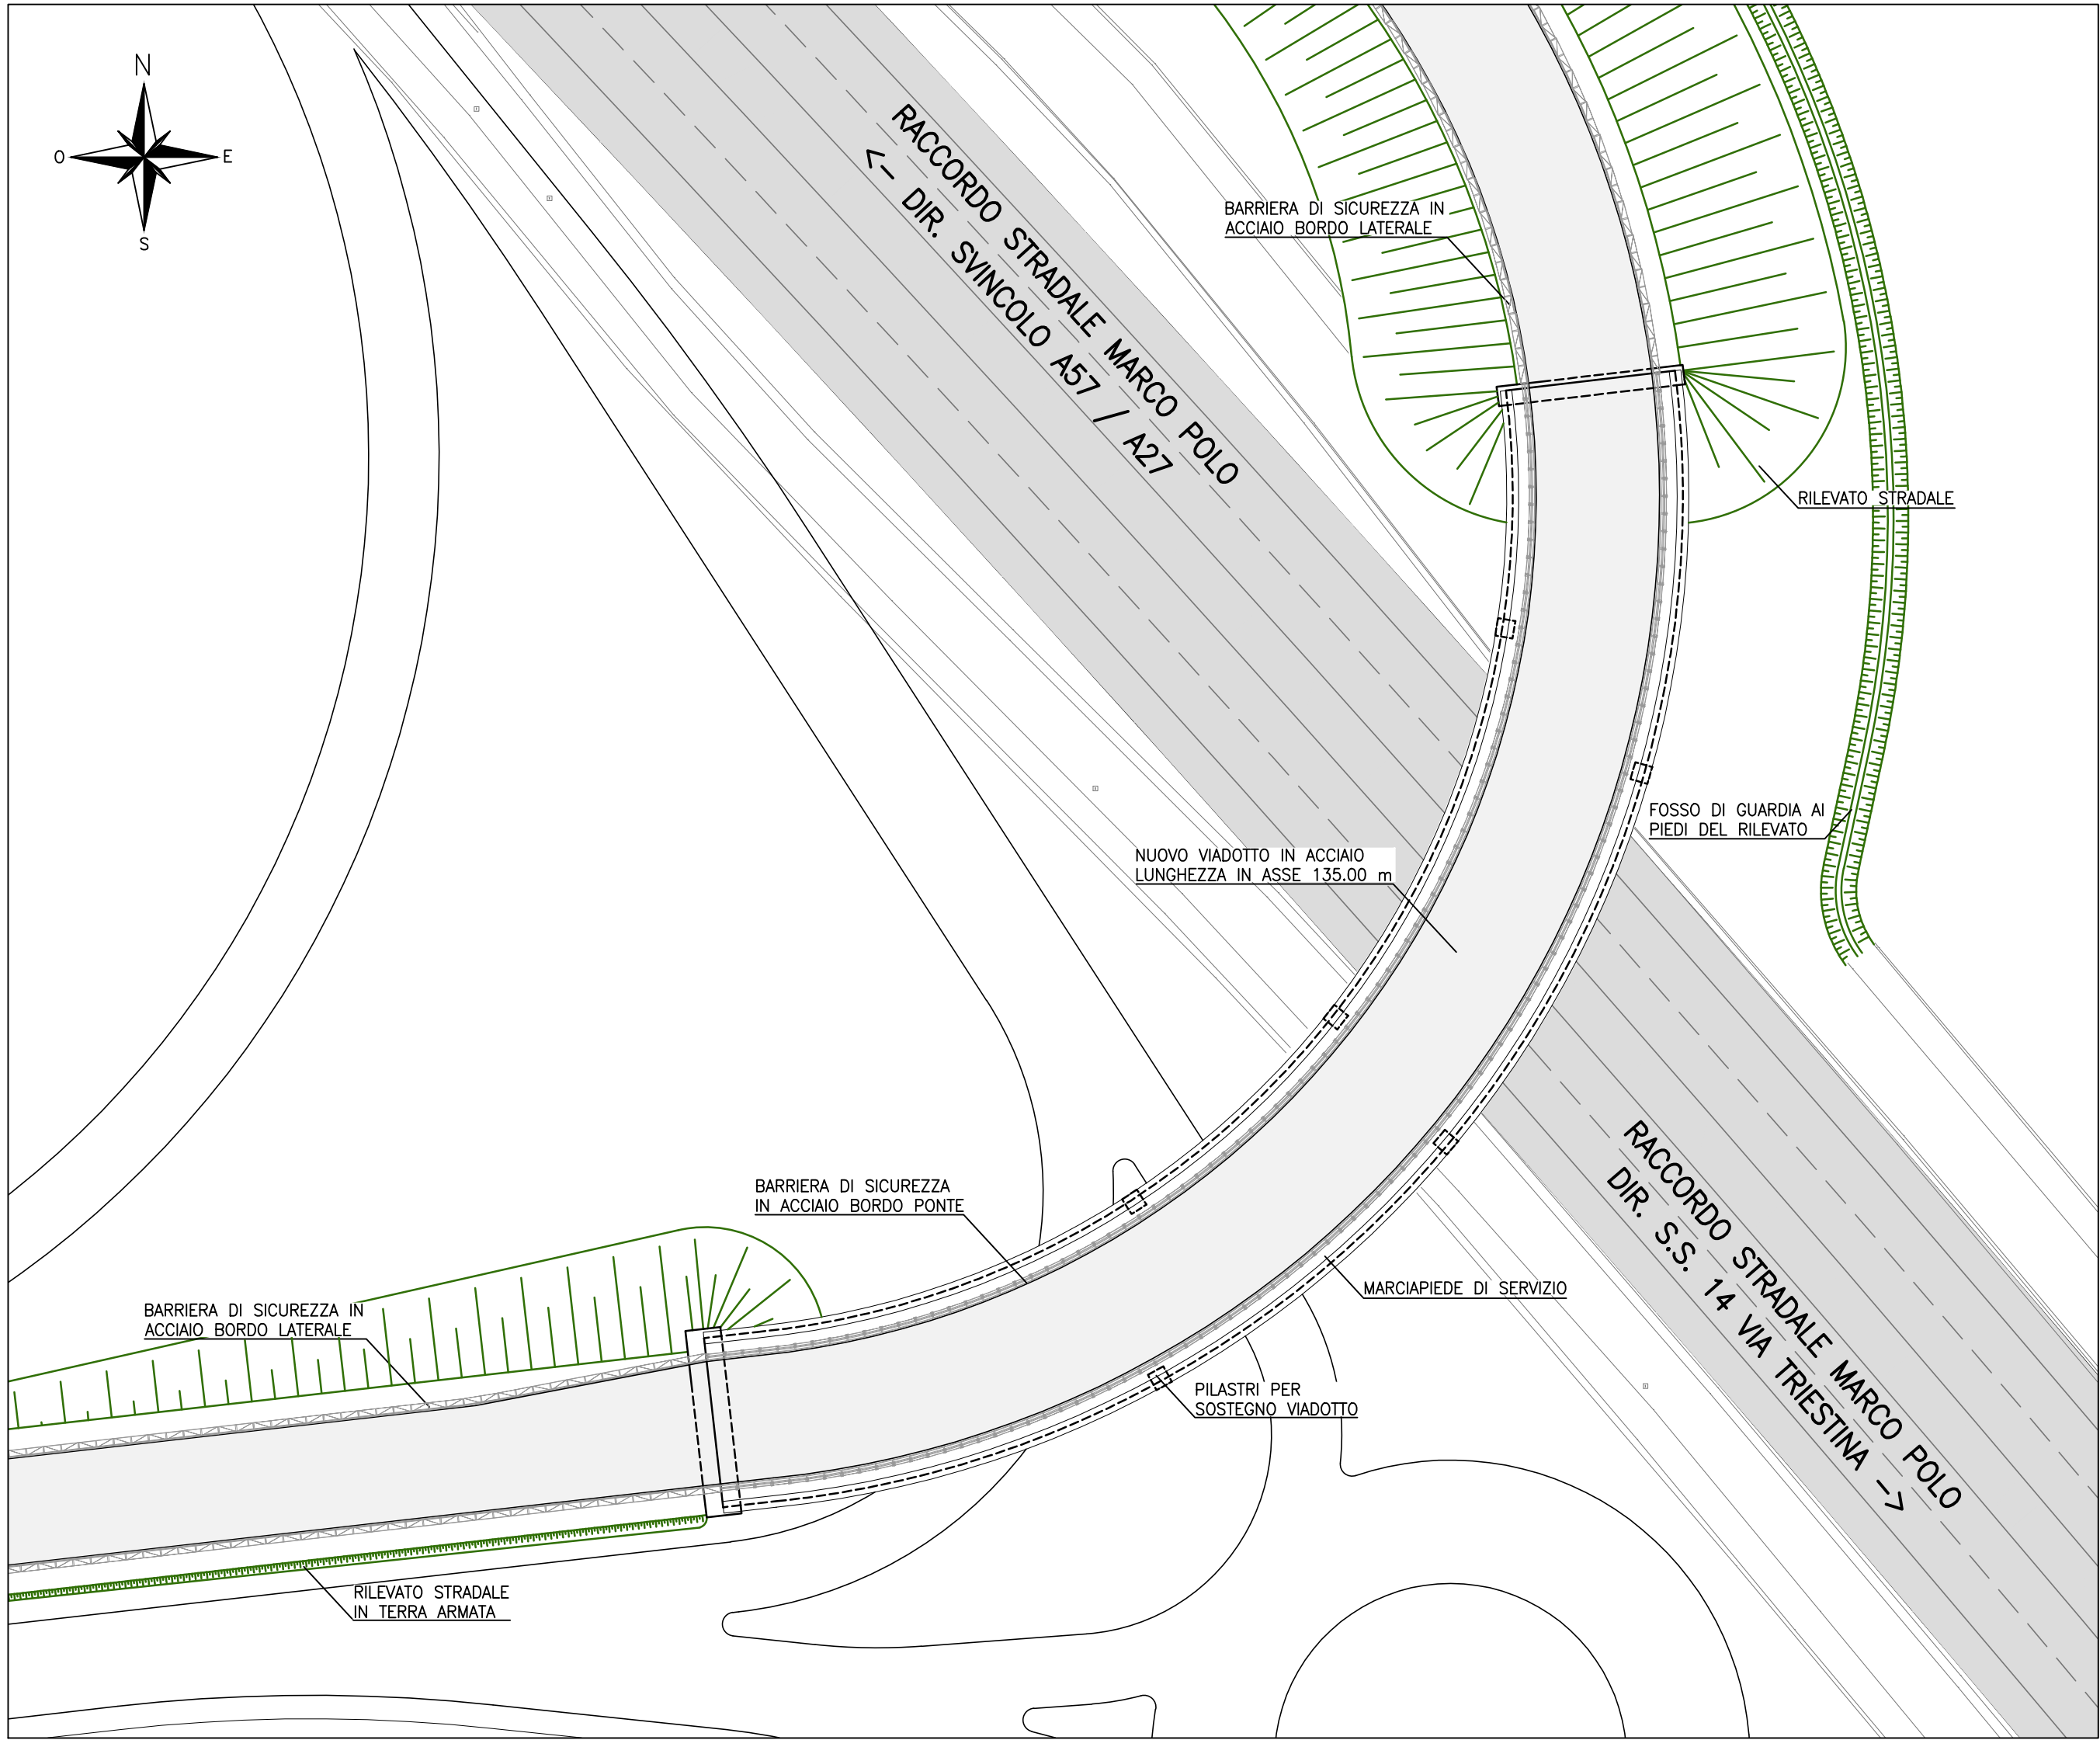 N
O
E
S
RACCORDO STRADALE MARCO POLO
<- DIR. SVINCOLO A57 / A27
BARRIERA DI SICUREZZA IN
ACCIAIO BORDO LATERALE
RILEVATO STRADALE
FOSSO DI GUARDIA AI
PIEDI DEL RILEVATO
NUOVO VIADOTTO IN ACCIAIO
LUNGHEZZA IN ASSE 135.00 m
BARRIERA DI SICUREZZA
IN ACCIAIO BORDO PONTE
RACCORDO STRADALE MARCO POLO
DIR. S.S. 14 VIA TRIESTINA ->
MARCIAPIEDE DI SERVIZIO
BARRIERA DI SICUREZZA IN
ACCIAIO BORDO LATERALE
PILASTRI PER
SOSTEGNO VIADOTTO
RILEVATO STRADALE
IN TERRA ARMATA